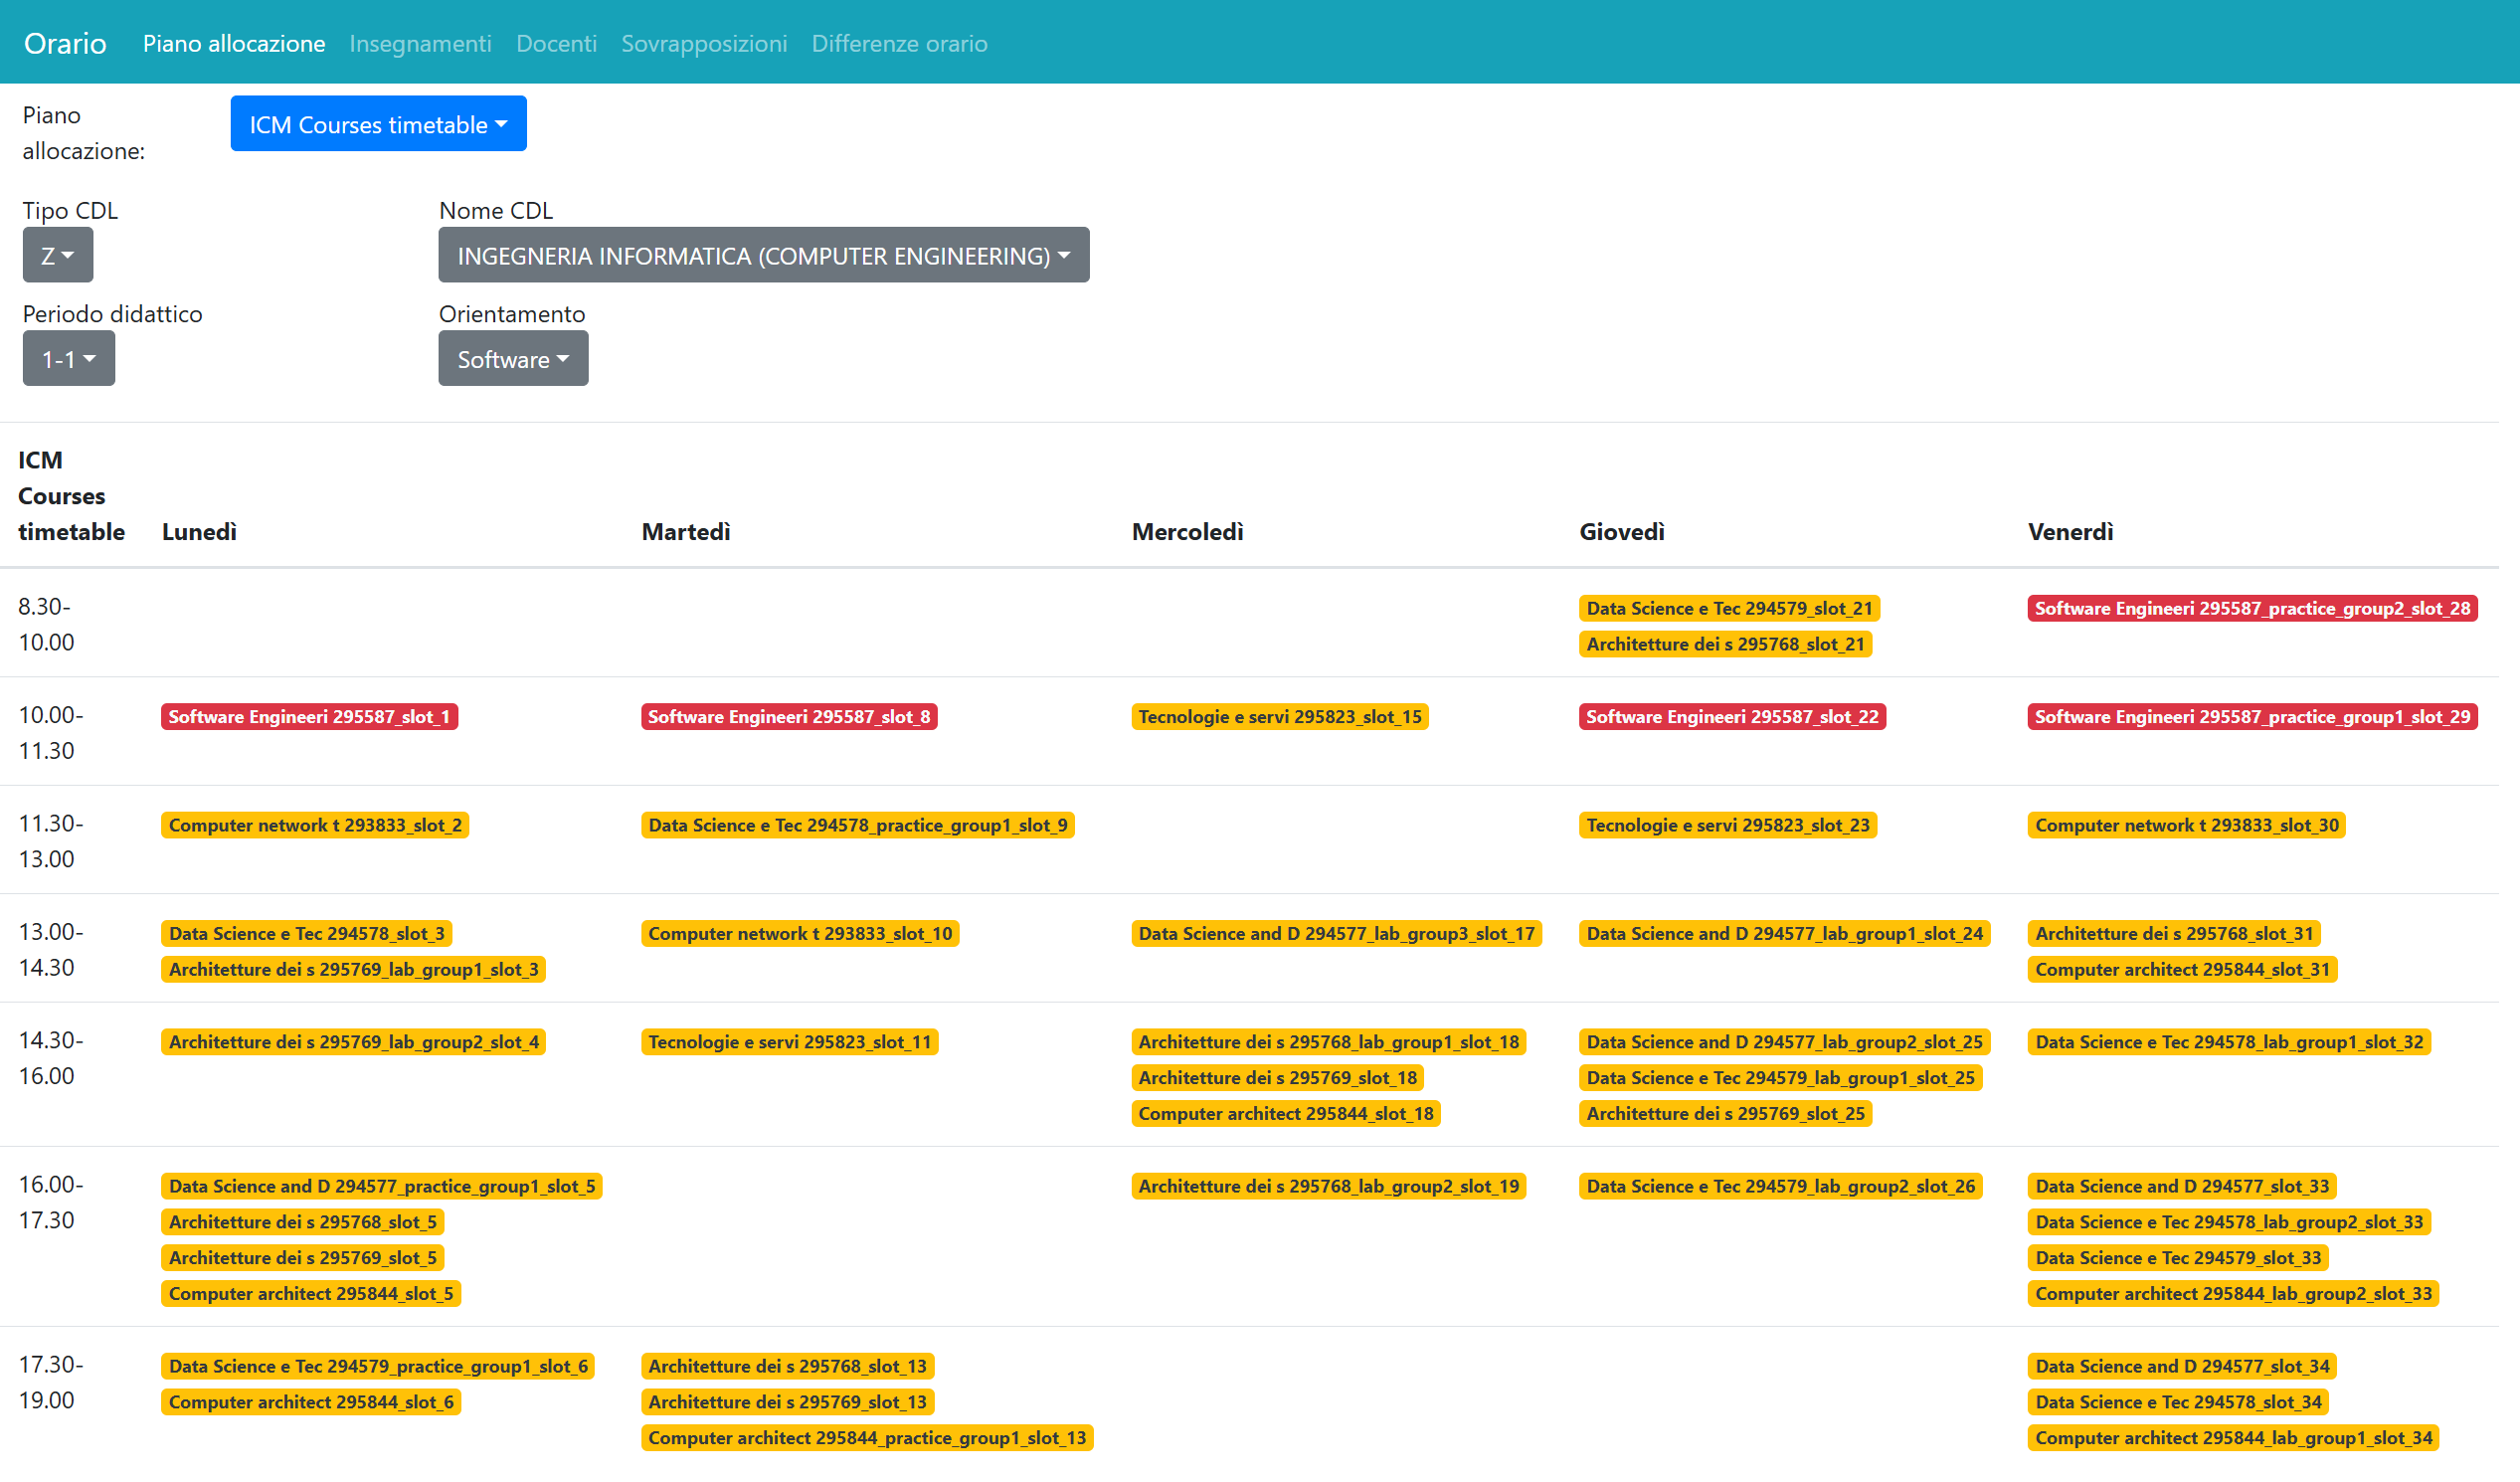 Orario Piano allocazione Insegnamenti Docenti Sovrapposizioni Differenze orario
Piano
allocazione:
ICM Courses timetable
Tipo CDL
Z
Nome CDL
INGEGNERIA INFORMATICA (COMPUTER ENGINEERING)
Periodo didattico
1-1
Orientamento
Software
ICM
Courses
timetable
Lunedì
Martedì
Mercoledì
Giovedì
Venerdì
8.30-
10.00
Data Science e Tec 294579_slot_21
Architetture dei s 295768_slot_21
Software Engineeri 295587_practice_group2_slot_28
10.00-
11.30
Software Engineeri 295587_slot_1
Software Engineeri 295587_slot_8
Tecnologie e servi 295823_slot_15
Software Engineeri 295587_slot_22
Software Engineeri 295587_practice_group1_slot_29
11.30-
13.00
Computer network t 293833_slot_2
Data Science e Tec 294578_practice_group1_slot_9
Tecnologie e servi 295823_slot_23
Computer network t 293833_slot_30
13.00-
14.30
Data Science e Tec 294578_slot_3
Architetture dei s 295769_lab_group1_slot_3
Computer network t 293833_slot_10
Data Science and D 294577_lab_group3_slot_17
Data Science and D 294577_lab_group1_slot_24
Architetture dei s 295768_slot_31
Computer architect 295844_slot_31
14.30-
16.00
Architetture dei s 295769_lab_group2_slot_4
Tecnologie e servi 295823_slot_11
Architetture dei s 295768_lab_group1_slot_18
Architetture dei s 295769_slot_18
Computer architect 295844_slot_18
Data Science and D 294577_lab_group2_slot_25
Data Science e Tec 294579_lab_group1_slot_25
Architetture dei s 295769_slot_25
Data Science e Tec 294578_lab_group1_slot_32
16.00-
17.30
Data Science and D 294577_practice_group1_slot_5
Architetture dei s 295768_slot_5
Architetture dei s 295769_slot_5
Computer architect 295844_slot_5
Architetture dei s 295768_lab_group2_slot_19
Data Science e Tec 294579_lab_group2_slot_26
Data Science and D 294577_slot_33
Data Science e Tec 294578_lab_group2_slot_33
Data Science e Tec 294579_slot_33
Computer architect 295844_lab_group2_slot_33
17.30-
19.00
Data Science e Tec 294579_practice_group1_slot_6
Computer architect 295844_slot_6
Architetture dei s 295768_slot_13
Architetture dei s 295769_slot_13
Computer architect 295844_practice_group1_slot_13
Data Science and D 294577_slot_34
Data Science e Tec 294578_slot_34
Computer architect 295844_lab_group1_slot_34